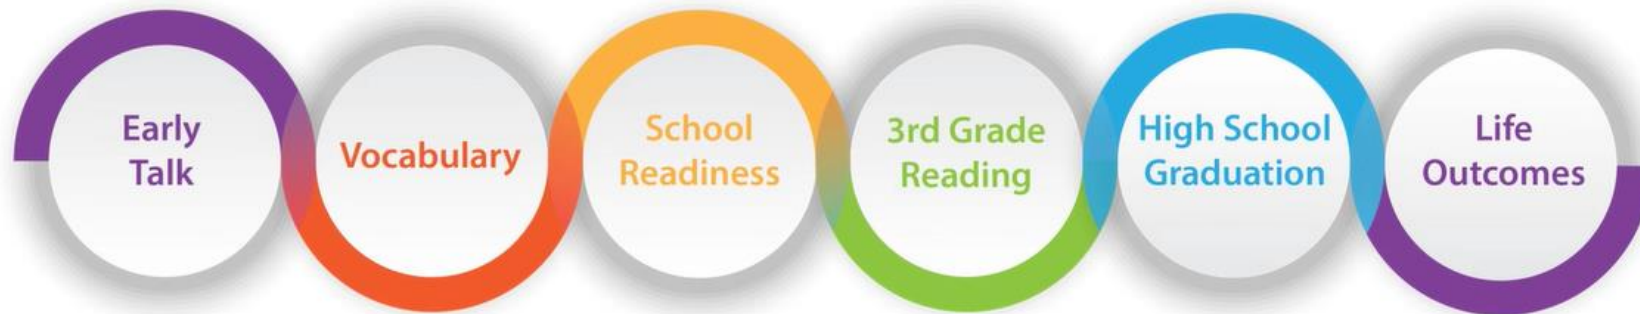 Early
Talk
Vocabulary
School
Readiness
3rd Grade
Reading
High School
Graduation
Life
Outcomes